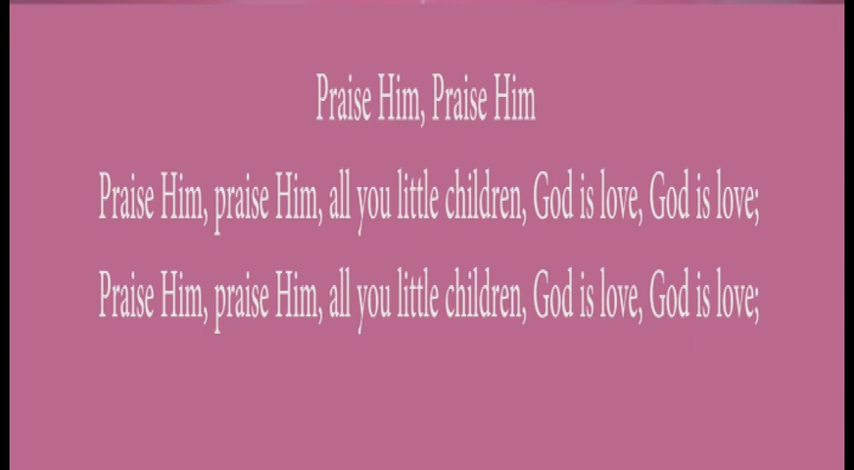 Praise Him, Praise Him
Praise Him, praise Him, all you little children, God is love, God is love;
Praise Him, praise Him, all you little children, God is love, God is love;